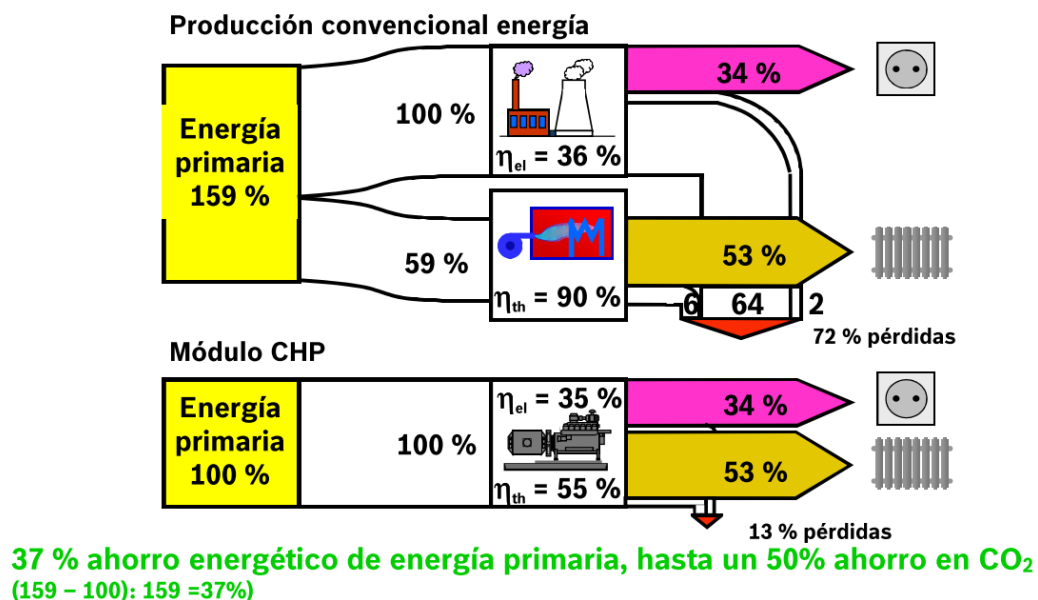 Producción convencional energía
Energía
primaria
159 %
100 %
ηel = 36 %
34 %
59 %
ηth = 90 %
53 %
6 64 2
72 % pérdidas
Módulo CHP
Energía
primaria
100 %
100 %
ηel = 35 %
ηth = 55 %
34 %
53 %
13 % pérdidas
37 % ahorro energético de energía primaria, hasta un 50% ahorro en CO₂
(159 – 100): 159 =37%)